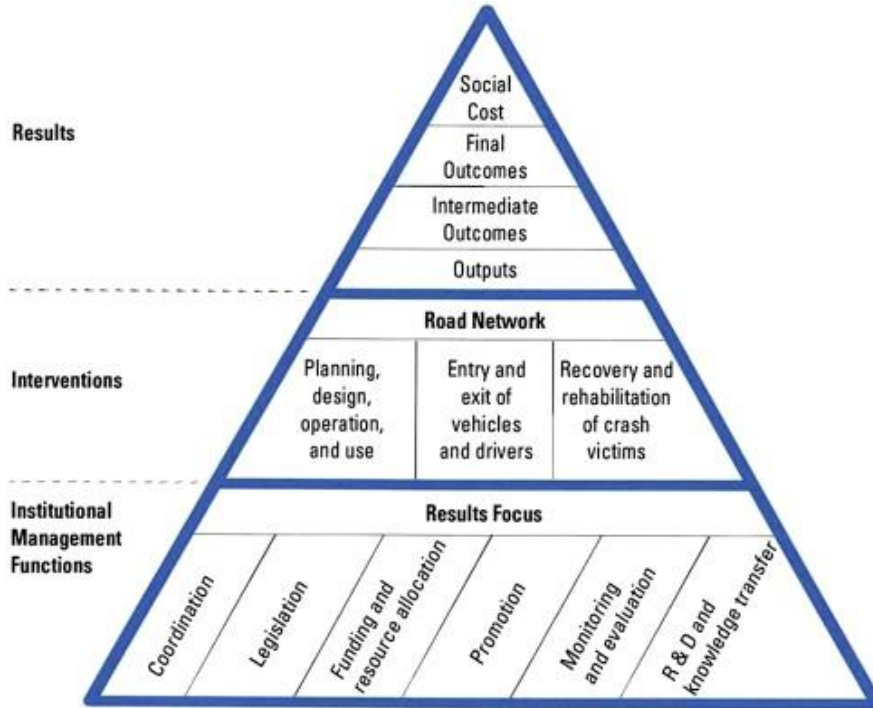 Results
Social
Cost
Final
Outcomes
Intermediate
Outcomes
Outputs
Interventions
Road Network
Planning,
design,
operation,
and use
Entry and
exit of
vehicles
and drivers
Recovery and
rehabilitation
of crash
victims
Institutional
Management
Functions
Results Focus
Coordination
Legislation
Funding and
resource allocation
Promotion
Monitoring
and evaluation
R & D and
knowledge transfer